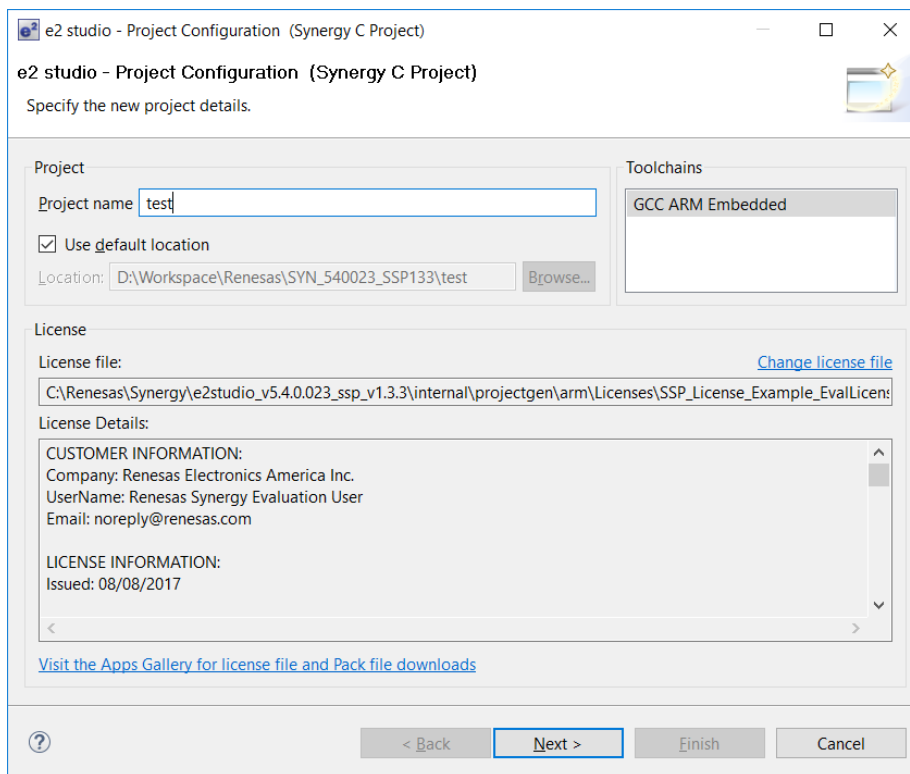 e2 studio - Project Configuration (Synergy C Project)
e2 studio - Project Configuration (Synergy C Project)
Specify the new project details.
Project
Project name test
Use default location
Location: D:\Workspace\Renesas\SYN_540023_SSP133\test Browse...
Toolchains
GCC ARM Embedded
License
License file: Change license file
C:\Renesas\Synergy\e2studio_v5.4.0.023_ssp_v1.3.3\internal\projectgen\arm\Licenses\SSP_License_Example_EvalLicens
License Details:
CUSTOMER INFORMATION:
Company: Renesas Electronics America Inc.
UserName: Renesas Synergy Evaluation User
Email: noreply@renesas.com
LICENSE INFORMATION:
Issued: 08/08/2017
Visit the Apps Gallery for license file and Pack file downloads
? < Back Next > Finish Cancel